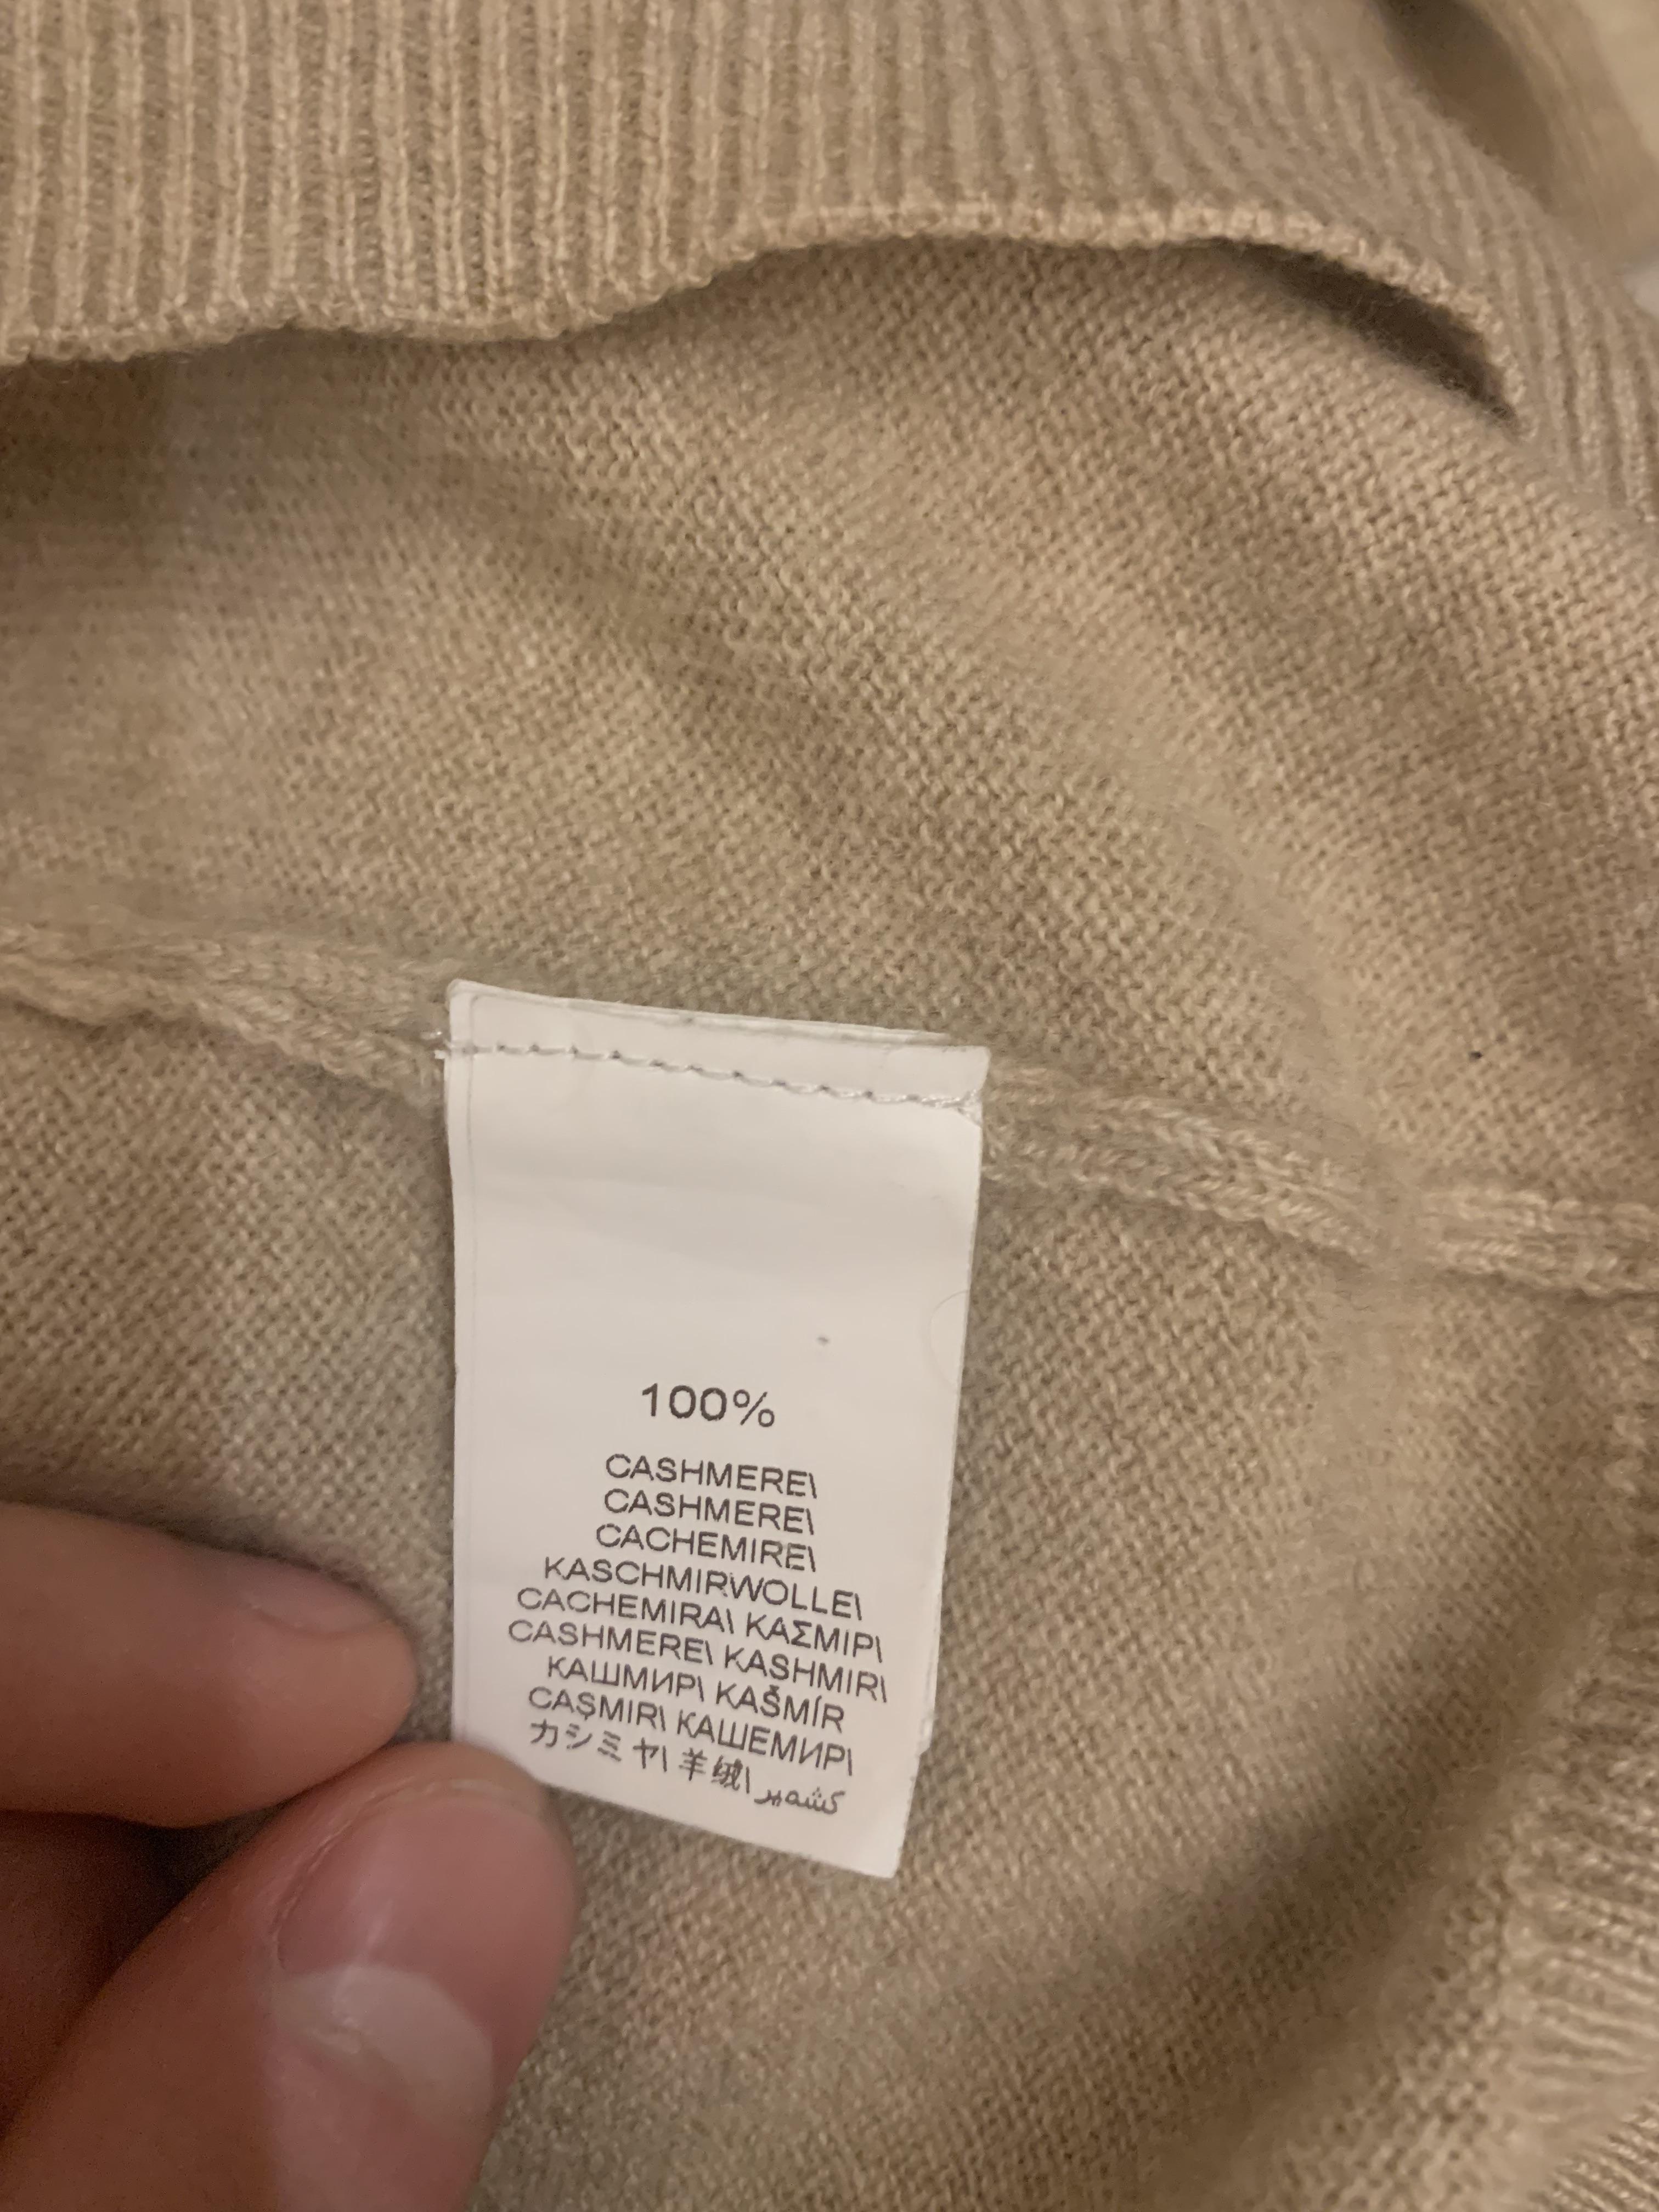 100%
CASHMERE\
CASHMERE\
CACHEMIRE\
KASCHMIRWOLLE\
CACHEMIRA\ ΚΑΣΜΙΡ\
CASHMERE\ KASHMIR\
КАШМИР\ KAŠMÍR
CAŞMIR\ КАШЕМИР\
カシミヤ\ 羊绒\ كشمير